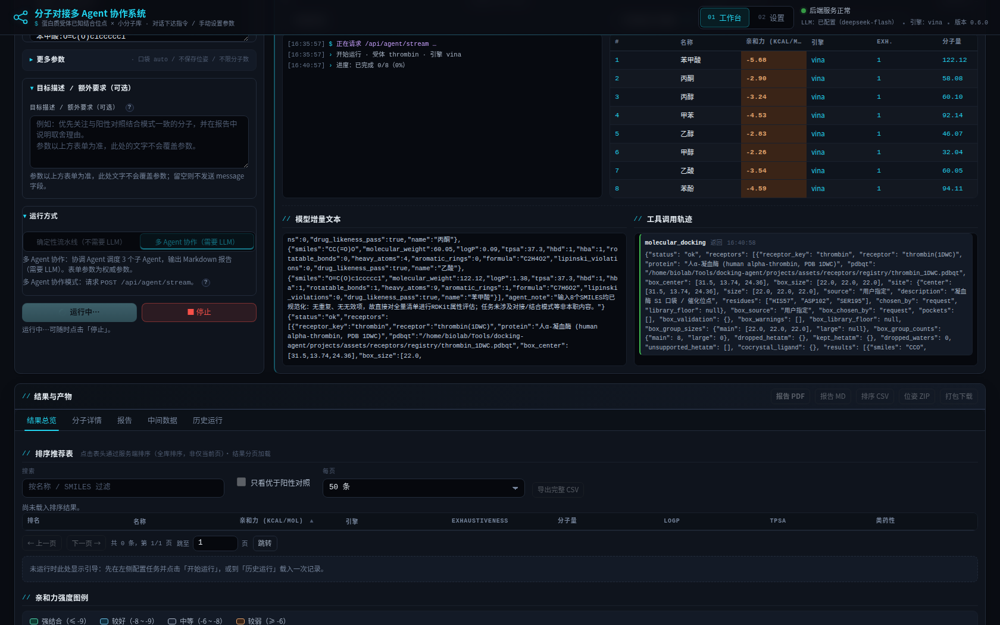 分子对接多 Agent 协作系统
$ 蛋白质受体已知结合位点 × 小分子库 · 对话下达指令 / 手动设置参数
01 工作台
02 设置
后端服务正常
LLM: 已配置 (deepseek-flash) • 引擎: vina • 版本 0.6.0
苯甲酸:O=C(O)c1ccccc1
▸ 更多参数
· 口袋 auto / 不保存位姿 / 不限分子数
▾ 目标描述 / 额外要求（可选）
目标描述 / 额外要求（可选） ?
例如：优先关注与阳性对照结合模式一致的分子，并在报告中
说明取舍理由。
参数以上方表单为准，此处的文字不会覆盖参数。
参数以上方表单为准，此处文字不会覆盖参数；留空则不发送 message
字段。
▾ 运行方式
确定性流水线（不需要 LLM）
多 Agent 协作（需要 LLM）
多 Agent 协作：协调 Agent 调度 3 个子 Agent，输出 Markdown 报告
（需要 LLM）。表单参数为权威参数。
多 Agent 协作模式：请求 POST /api/agent/stream。 ?
运行中…
停止
运行中…可随时点击「停止」。
[16:35:57] $ 正在请求 /api/agent/stream …
[16:35:57] › 开始运行 · 受体 thrombin · 引擎 vina
[16:40:57] › 进度：已完成 0/8（0%）
# 名称 亲和力 (KCAL/M… 引擎 EXH. 分子量
1 苯甲酸 -5.68 vina 1 122.12
2 丙酮 -2.90 vina 1 58.08
3 丙醇 -3.24 vina 1 60.10
4 甲苯 -4.53 vina 1 92.14
5 乙醇 -2.83 vina 1 46.07
6 甲醇 -2.26 vina 1 32.04
7 乙酸 -3.54 vina 1 60.05
8 苯酚 -4.59 vina 1 94.11
// 模型增量文本
ns":0,"drug_likeness_pass":true,"name":"丙酮"},
{"smiles":"CC(=O)O","molecular_weight":60.05,"logP":0.09,"tpsa":37.3,"hbd":1,"hba":1,"ro
tatable_bonds":0,"heavy_atoms":4,"aromatic_rings":0,"formula":"C2H4O2","lipinski_violati
ons":0,"drug_likeness_pass":true,"name":"乙酸"},
{"smiles":"O=C(O)c1ccccc1","molecular_weight":122.12,"logP":1.38,"tpsa":37.3,"hbd":1,"hb
a":1,"rotatable_bonds":1,"heavy_atoms":9,"aromatic_rings":1,"formula":"C7H6O2","lipinski
_violations":0,"drug_likeness_pass":true,"name":"苯甲酸"}],"agent_note":"输入8个SMILES均已
规范化：无重复、无无效项，故直接对全量清单进行RDKit属性评估；任务未涉及对接/结合模式等非本职内容。"}
{"status":"ok","receptors":
[{"receptor_key":"thrombin","receptor":"thrombin(1DWC)","protein":"人α-凝血酶 (human
alpha-thrombin, PDB 1DWC)","pdbqt":"/home/biolab/Tools/docking-
agent/projects/assets/receptors/registry/thrombin_1DWC.pdbqt","box_center":
[31.5,13.74,24.36],"box_size":[22.0,
// 工具调用轨迹
molecular_docking 返回 16:40:58
{"status": "ok", "receptors": [{"receptor_key": "thrombin", "receptor": "thrombin(1DWC)",
"protein": "人α-凝血酶 (human alpha-thrombin, PDB 1DWC)", "pdbqt":
"/home/biolab/Tools/docking-agent/projects/assets/receptors/registry/thrombin_1DWC.pdbqt",
"box_center": [31.5, 13.74, 24.36], "box_size": [22.0, 22.0, 22.0], "site": {"center":
[31.5, 13.74, 24.36], "size": [22.0, 22.0, 22.0], "source": "用户指定", "description": "凝血
酶 S1 口袋 / 催化位点", "residues": ["HIS57", "ASP102", "SER195"], "chosen_by": "request",
"library_floor": null}, "box_source": "用户指定", "box_chosen_by": "request", "pockets":
[], "box_validation": {}, "box_warnings": [], "box_library_floor": null,
"box_group_sizes": {"main": [22.0, 22.0, 22.0], "large": null}, "box_group_counts":
{"main": 8, "large": 0}, "dropped_hetatm": {}, "kept_hetatm": {}, "dropped_waters": 0,
"unsupported_hetatm": [], "cocrystal_ligand": {}, "results": [{"smiles": "CCO",
// 结果与产物
报告 PDF
报告 MD
排序 CSV
位姿 ZIP
打包下载
结果总览 分子详情 报告 中间数据 历史运行
// 排序推荐表 点击表头通过服务端排序（全库排序，非仅当前页）· 结果分页加载
搜索
按名称 / SMILES 过滤
只看优于阳性对照
每页
50 条
导出完整 CSV
尚未载入排序结果。
排名 名称 亲和力 (KCAL/MOL) ▲ 引擎 EXHAUSTIVENESS 分子量 LOGP TPSA 类药性
← 上一页 下一页 → 共 0 条，第 1/1 页 跳至 1 页 跳转
未运行时此处显示引导：先在左侧配置任务并点击「开始运行」，或到「历史运行」载入一次记录。
// 亲和力强度图例
强结合（≤ -9） 较好（-8 ~ -9） 中等（-6 ~ -8） 较弱（≥ -6）